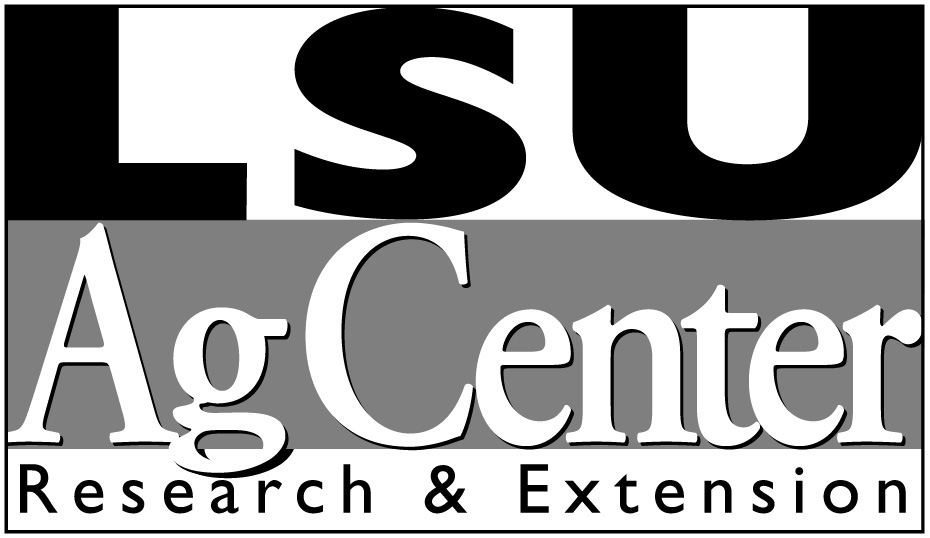 LSU
AgCenter
Research & Extension